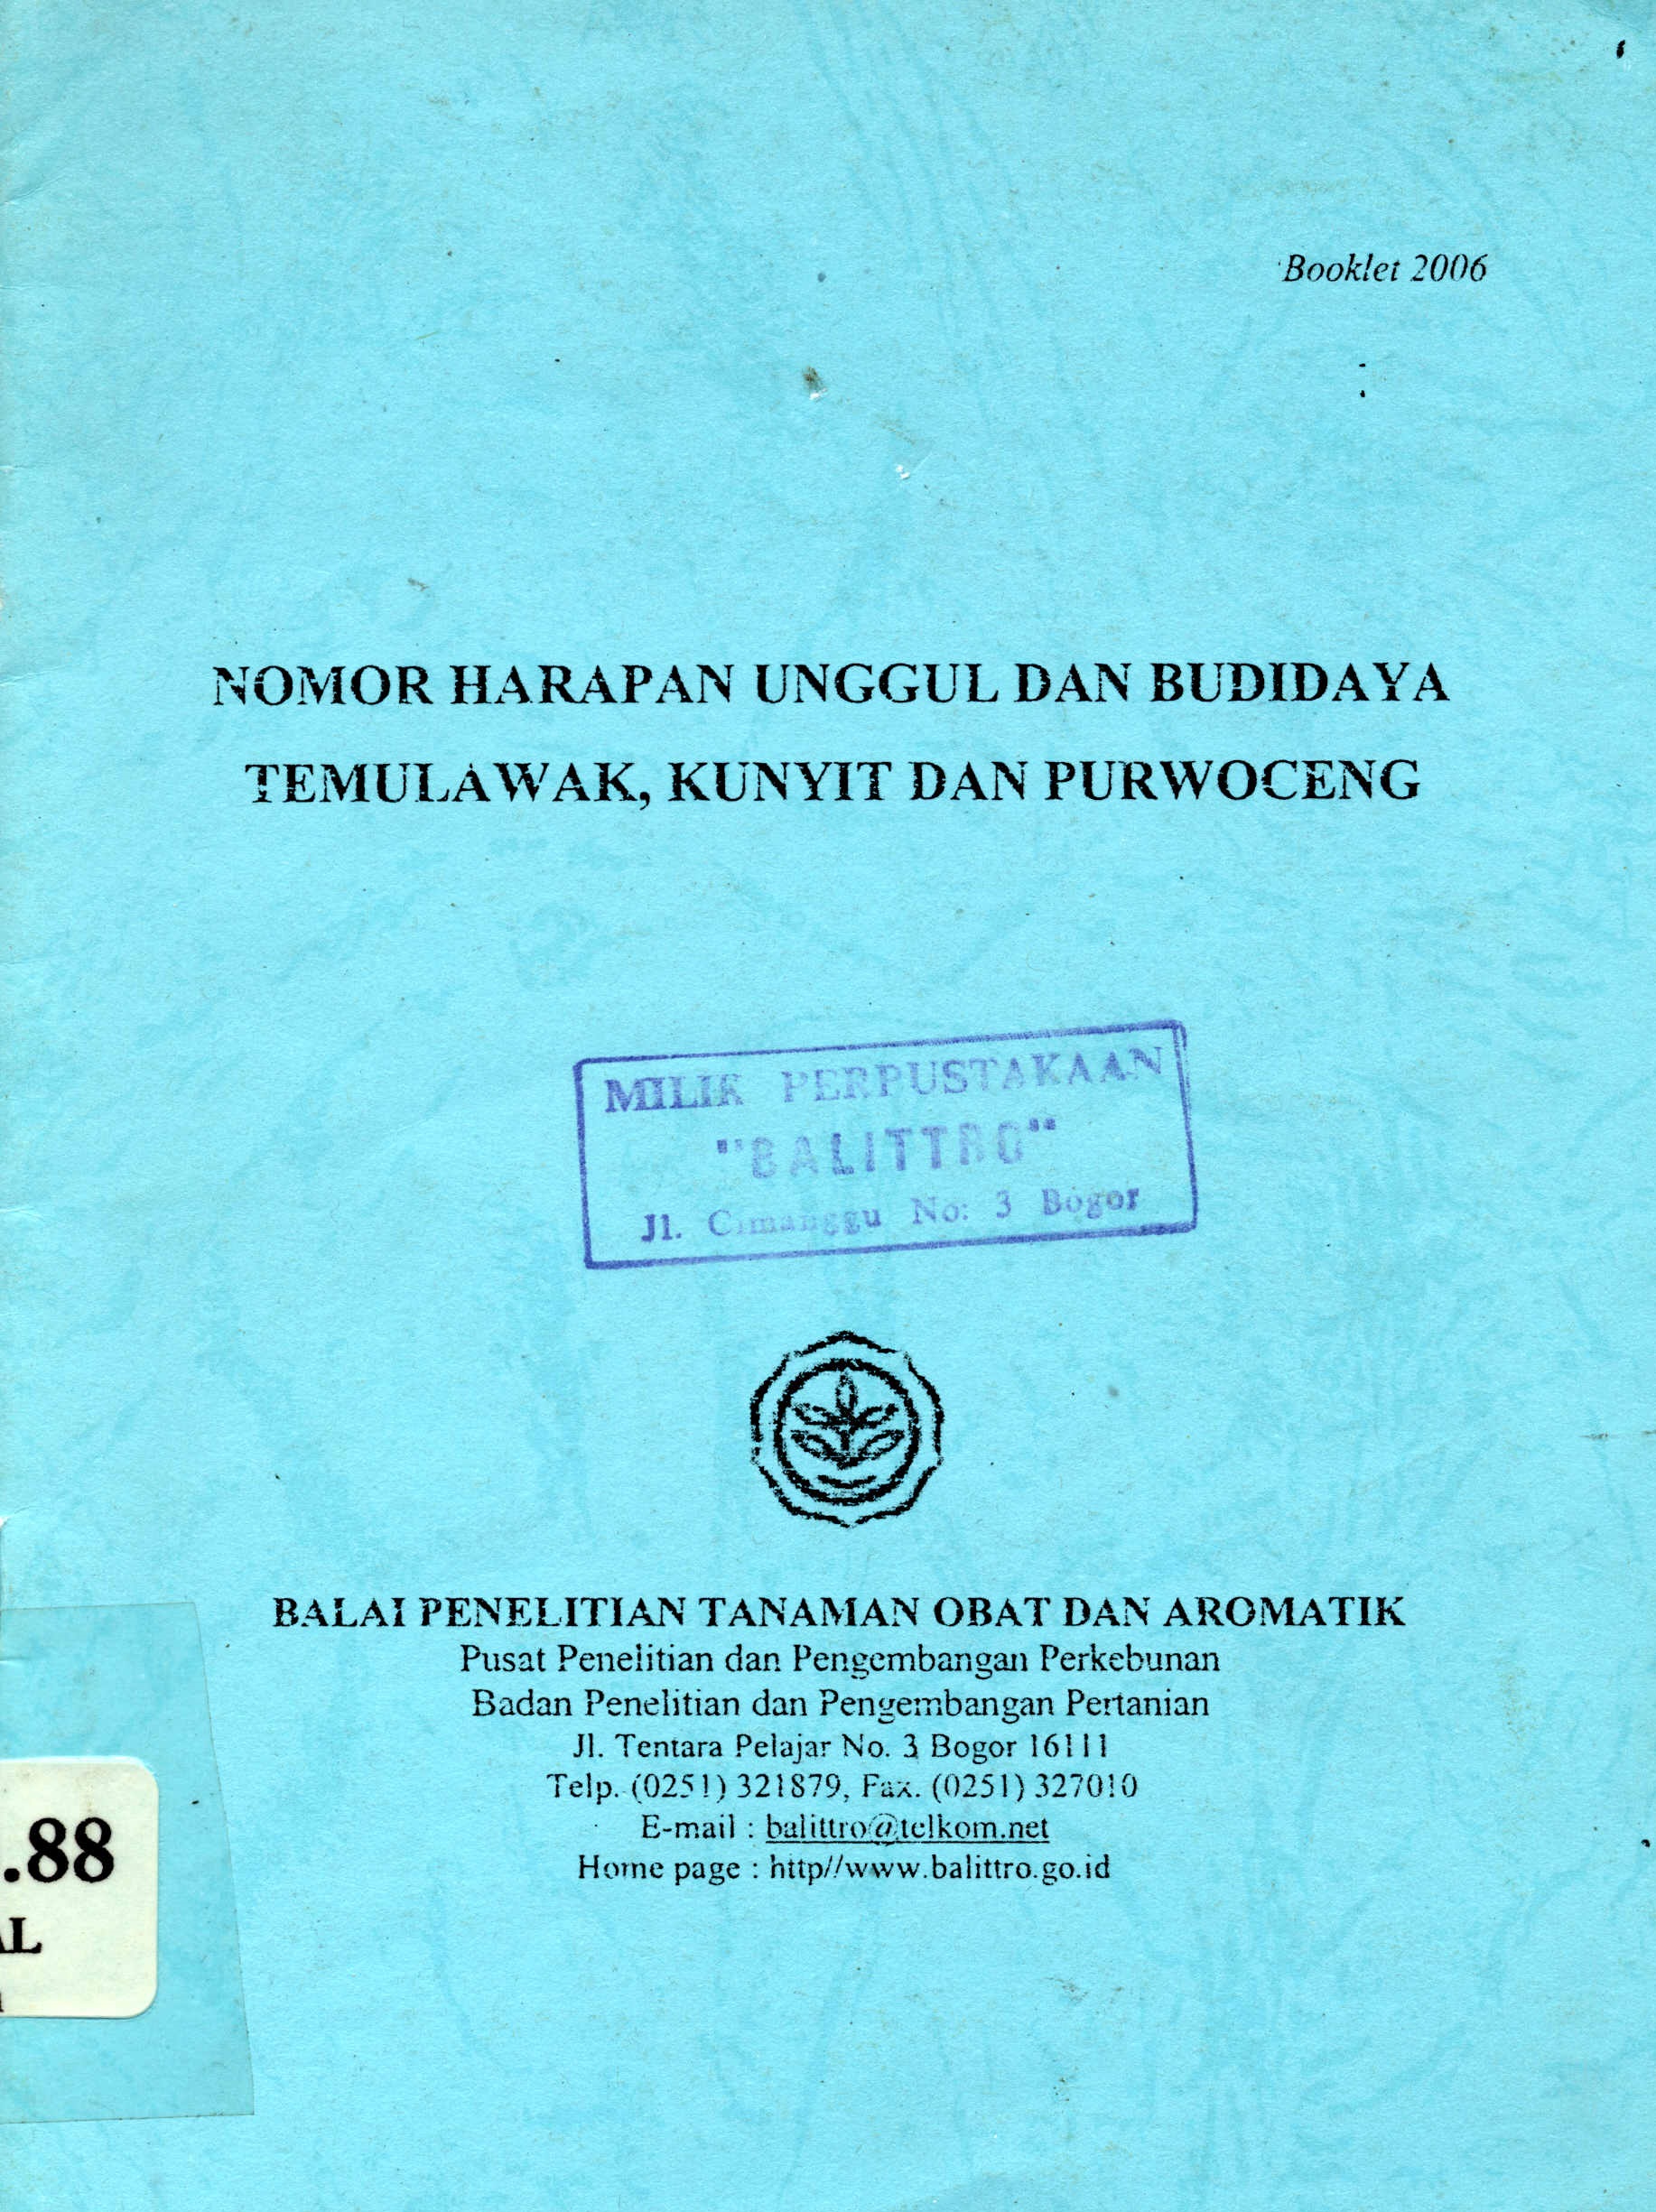 Booklet 2006
NOMOR HARAPAN UNGGUL DAN BUDIDAYA
TEMULAWAK, KUNYIT DAN PURWOCENG
MILIK PERPUSTAKAAN
"BALITTRO"
Jl. Cimanggu No: 3 Bogor
BALAI PENELITIAN TANAMAN OBAT DAN AROMATIK
Pusat Penelitian dan Pengembangan Perkebunan
Badan Penelitian dan Pengembangan Pertanian
Jl. Tentara Pelajar No. 3 Bogor 16111
Telp. (0251) 321879, Fax. (0251) 327010
E-mail : balittro@telkom.net
Home page : http//www.balittro.go.id
.88
AL